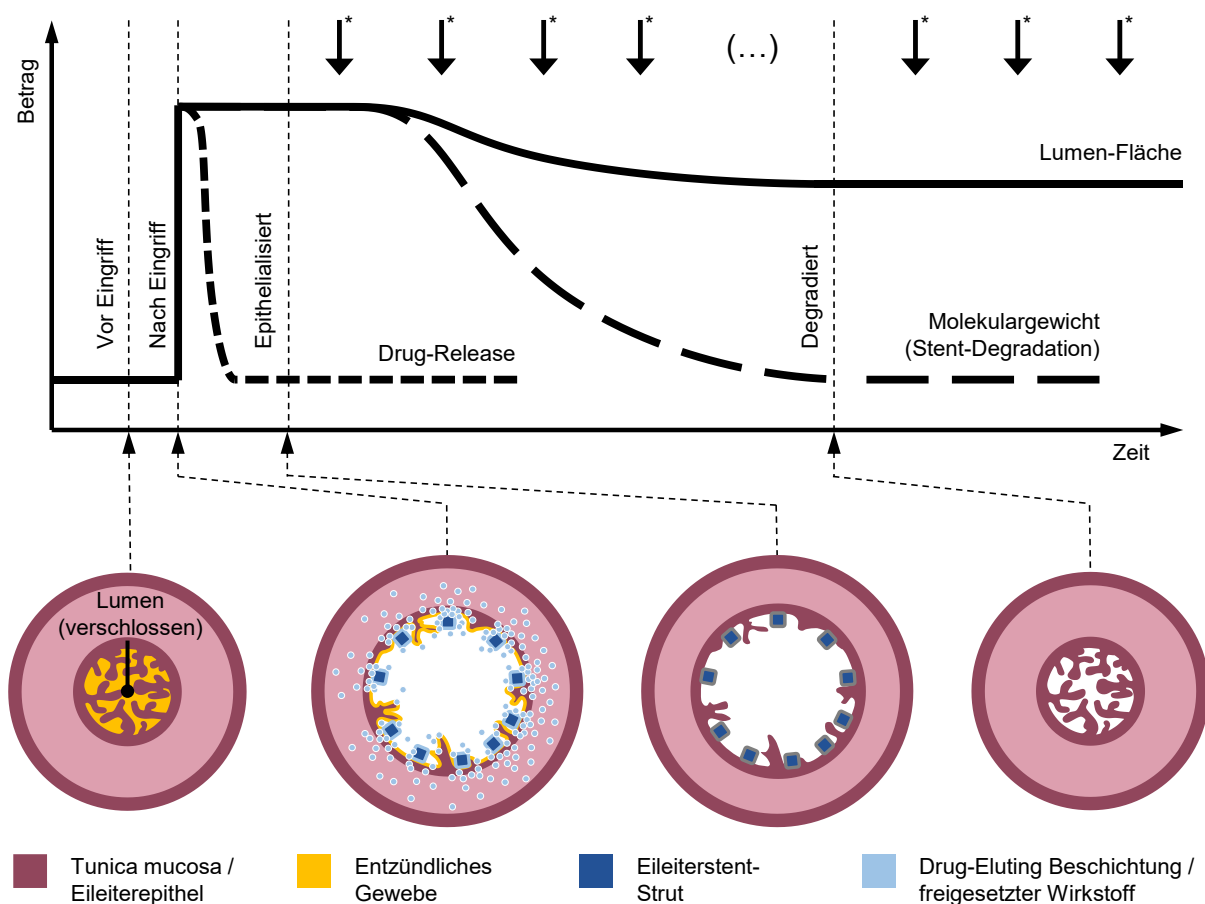 * * * * (...) * * *
Betrag
Lumen-Fläche
Vor Eingriff
Nach Eingriff
Epithelialisiert
Drug-Release
Degradiert
Molekulargewicht
(Stent-Degradation)
Zeit
Lumen
(verschlossen)
Tunica mucosa /
Eileiterepithel
Entzündliches
Gewebe
Eileiterstent-
Strut
Drug-Eluting Beschichtung /
freigesetzter Wirkstoff